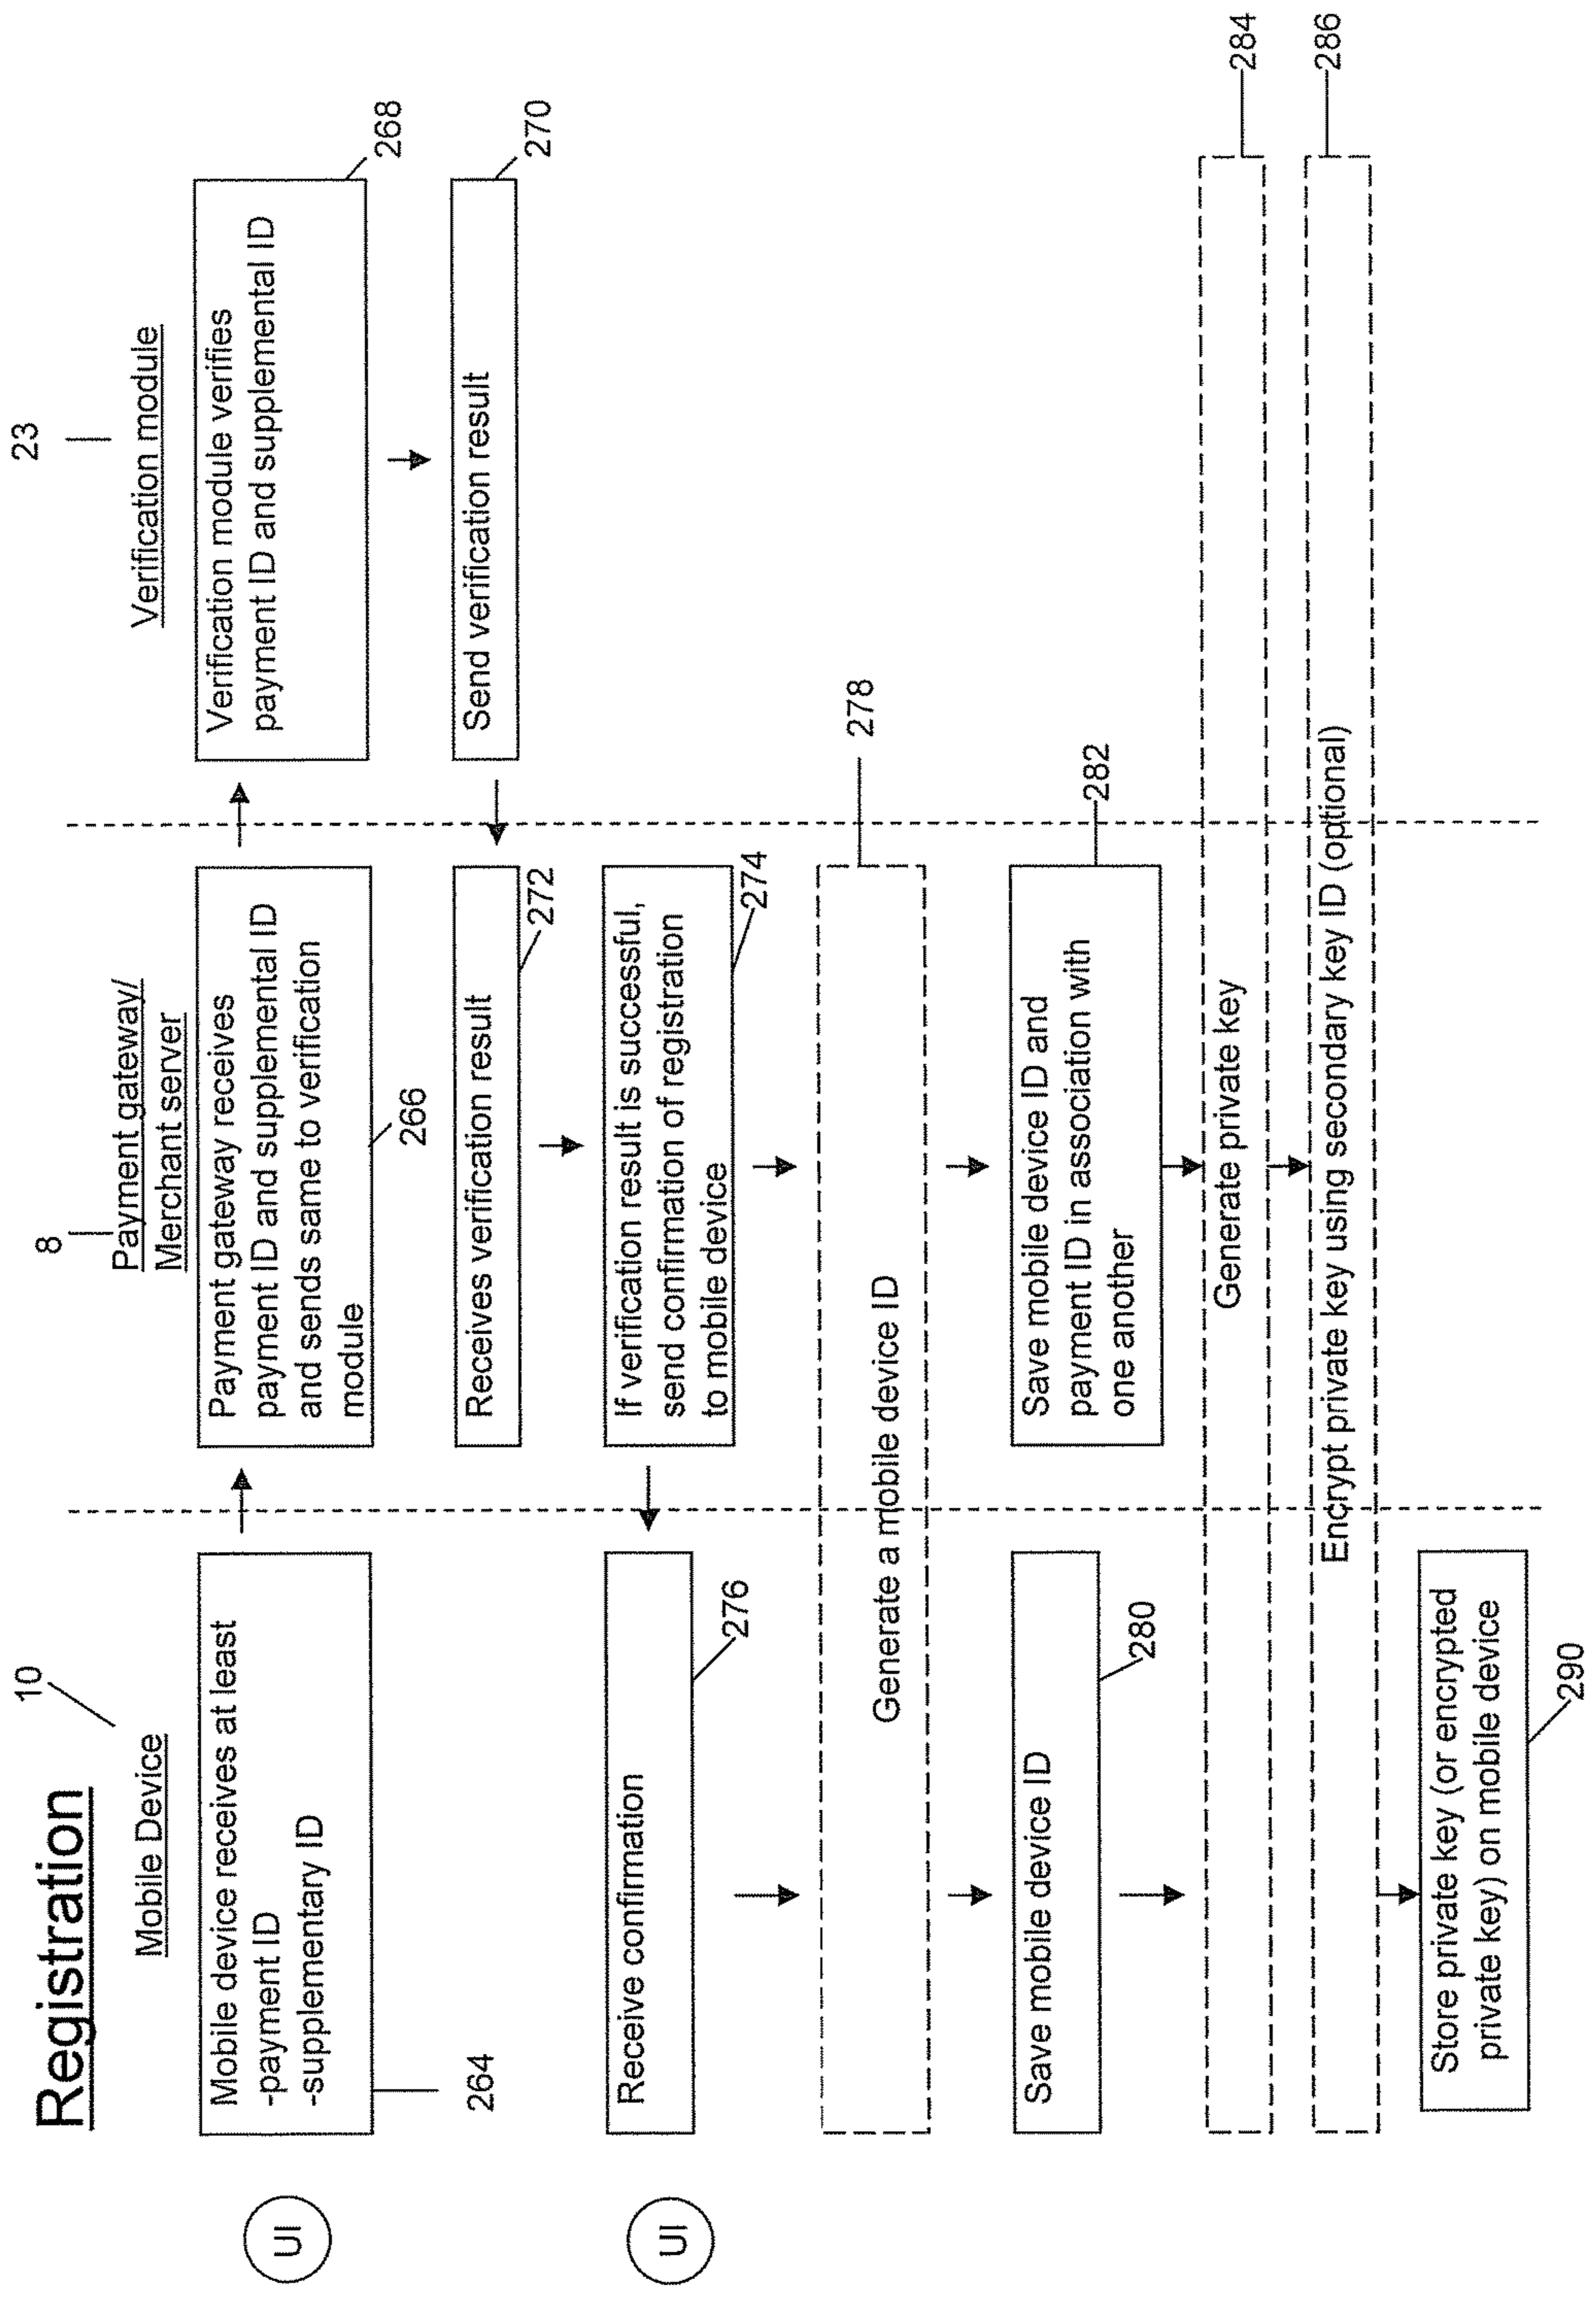 Registration
10
Mobile Device
8
Payment gateway/
Merchant server
23
Verification module
UI
Mobile device receives at least
-payment ID
-supplementary ID
264
Payment gateway receives
payment ID and supplemental ID
and sends same to verification
module
266
Verification module verifies
payment ID and supplemental ID
268
Receives verification result
272
Send verification result
270
UI
Receive confirmation
276
If verification result is successful,
send confirmation of registration
to mobile device
274
Generate a mobile device ID
278
Save mobile device ID
280
Save mobile device ID and
payment ID in association with
one another
282
Generate private key
284
Encrypt private key using secondary key ID (optional)
286
Store private key (or encrypted
private key) on mobile device
290